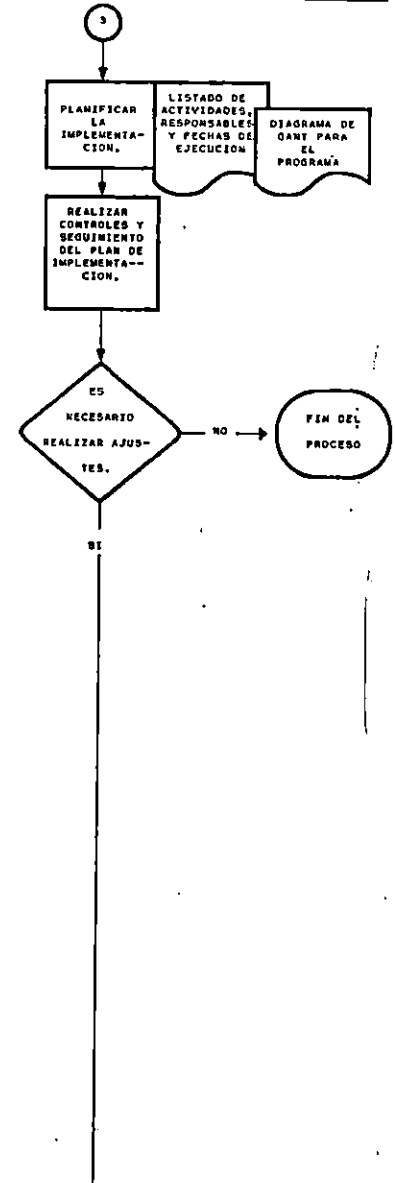 3
PLANIFICAR
LA
IMPLEMENTA-
CION.
LISTADO DE
ACTIVIDADES,
RESPONSABLES
Y FECHAS DE
EJECUCION
DIAGRAMA DE
GANT PARA
EL
PROGRAMA
REALIZAR
CONTROLES Y
SEGUIMIENTO
DEL PLAN DE
IMPLEMENTA--
CION.
ES
NECESARIO
REALIZAR AJUS-
TES.
NO
FIN DEL
PROCESO
SI